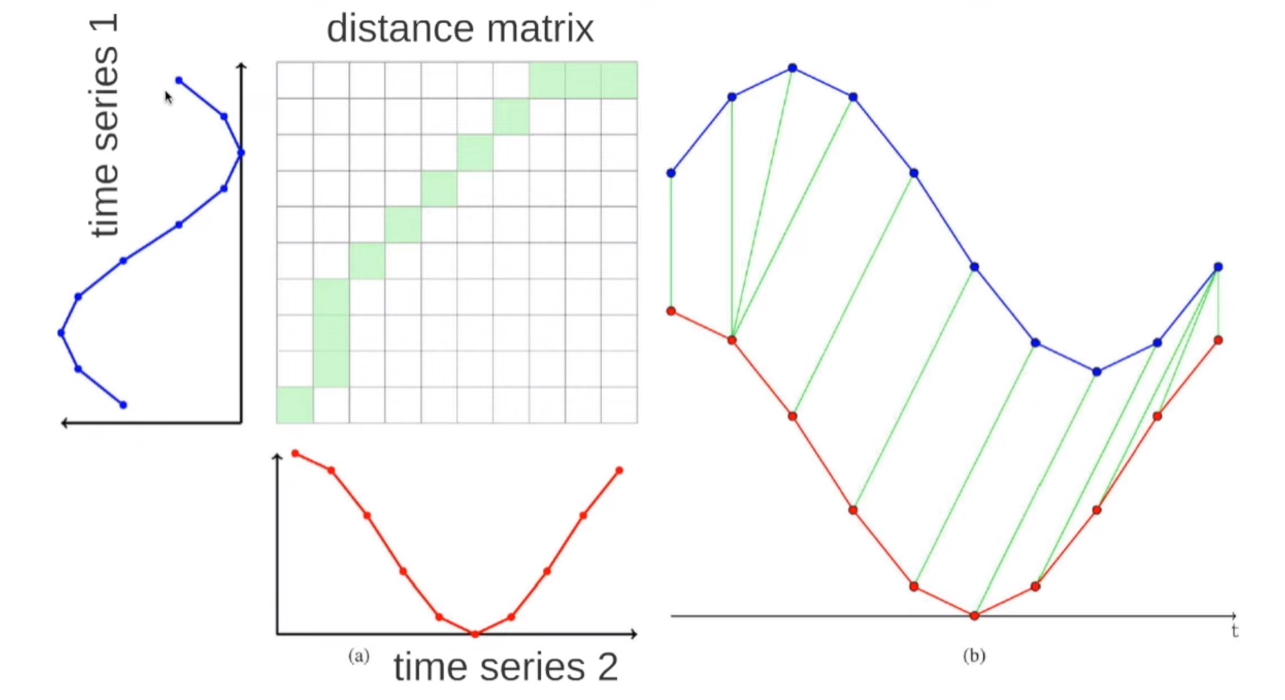 distance matrix
time series 1
(a)
time series 2
t
(b)